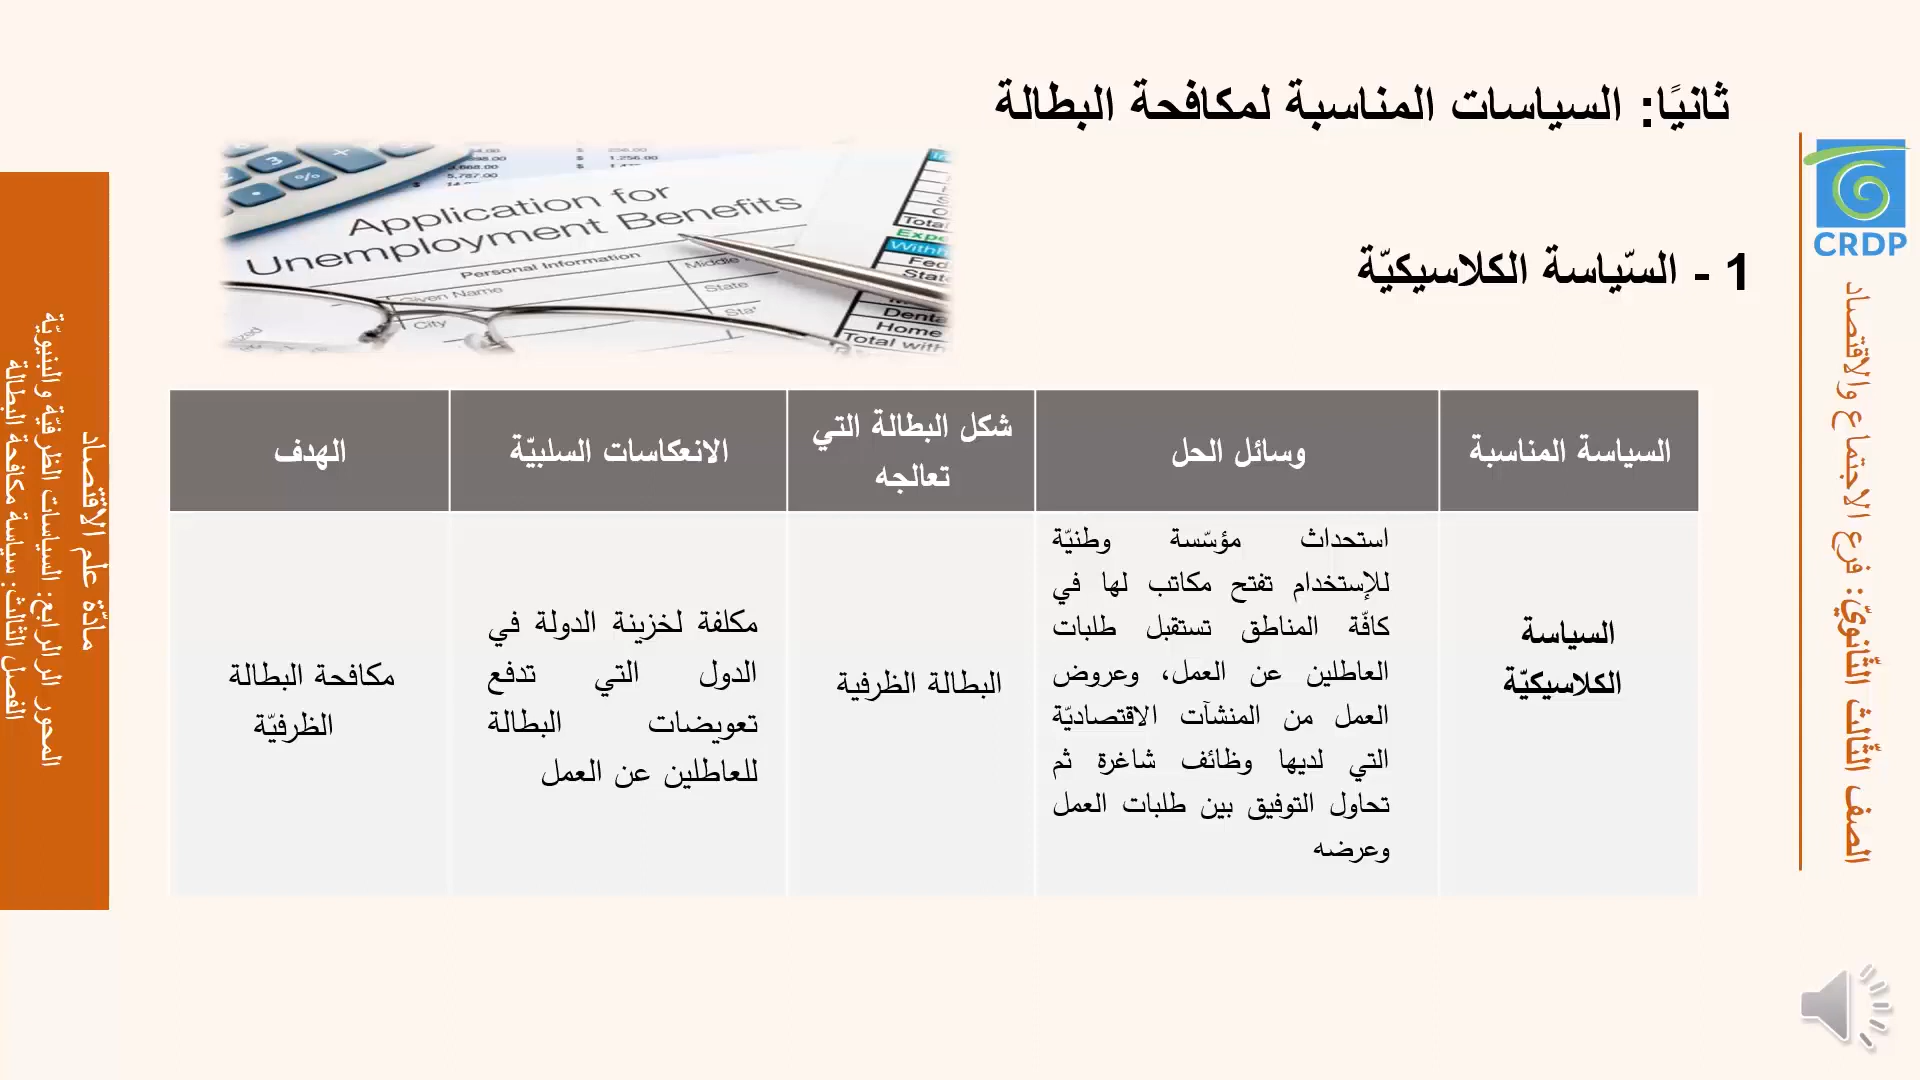 ثانيًا: السياسات المناسبة لمكافحة البطالة
1 - السّياسة الكلاسيكيّة
Application for
Unemployment Benefits
Personal Information
Given Name
Middle
State
City
CRDP
الصف الثّالث الثّانويّ: فرع الاجتماع والاقتصاد
السياسة المناسبة
وسائل الحل
شكل البطالة التي
تعالجه
الانعكاسات السلبيّة
الهدف
السياسة
الكلاسيكيّة
استحداث مؤسّسة وطنيّة
للإستخدام تفتح مكاتب لها في
كافّة المناطق تستقبل طلبات
العاطلين عن العمل، وعروض
العمل من المنشآت الاقتصاديّة
التي لديها وظائف شاغرة ثم
تحاول التوفيق بين طلبات العمل
وعرضه
البطالة الظرفية
مكلفة لخزينة الدولة في
الدول التي تدفع
تعويضات البطالة
للعاطلين عن العمل
مكافحة البطالة
الظرفيّة
مادّة علم الاقتصاد
المحور الرابع: السياسات الظرفيّة والبنيويّة
الفصل الثالث: سياسة مكافحة البطالة